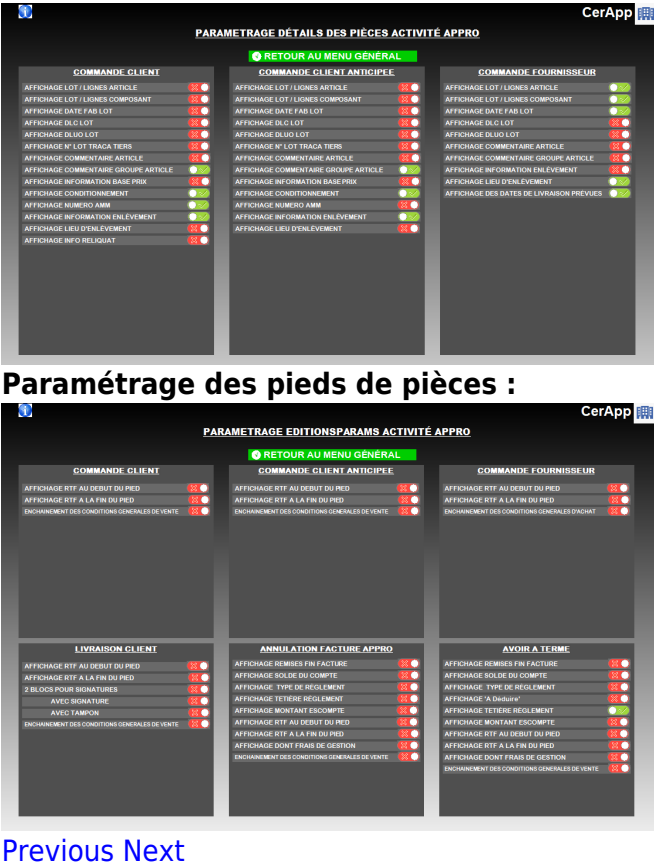 CerApp
PARAMETRAGE DÉTAILS DES PIÈCES ACTIVITÉ APPRO
RETOUR AU MENU GÉNÉRAL
COMMANDE CLIENT
AFFICHAGE LOT / LIGNES ARTICLE
AFFICHAGE LOT / LIGNES COMPOSANT
AFFICHAGE DATE FAB LOT
AFFICHAGE DLC LOT
AFFICHAGE DLUO LOT
AFFICHAGE N° LOT TRACA TIERS
AFFICHAGE COMMENTAIRE ARTICLE
AFFICHAGE COMMENTAIRE GROUPE ARTICLE
AFFICHAGE INFORMATION BASE PRIX
AFFICHAGE CONDITIONNEMENT
AFFICHAGE NUMERO AMM
AFFICHAGE INFORMATION ENLÈVEMENT
AFFICHAGE LIEU D'ENLÈVEMENT
AFFICHAGE INFO RELIQUAT
COMMANDE CLIENT ANTICIPEE
AFFICHAGE LOT / LIGNES ARTICLE
AFFICHAGE LOT / LIGNES COMPOSANT
AFFICHAGE DATE FAB LOT
AFFICHAGE DLC LOT
AFFICHAGE DLUO LOT
AFFICHAGE N° LOT TRACA TIERS
AFFICHAGE COMMENTAIRE ARTICLE
AFFICHAGE COMMENTAIRE GROUPE ARTICLE
AFFICHAGE INFORMATION BASE PRIX
AFFICHAGE CONDITIONNEMENT
AFFICHAGE NUMERO AMM
AFFICHAGE INFORMATION ENLÈVEMENT
AFFICHAGE LIEU D'ENLÈVEMENT
COMMANDE FOURNISSEUR
AFFICHAGE LOT / LIGNES ARTICLE
AFFICHAGE LOT / LIGNES COMPOSANT
AFFICHAGE DATE FAB LOT
AFFICHAGE DLC LOT
AFFICHAGE DLUO LOT
AFFICHAGE COMMENTAIRE ARTICLE
AFFICHAGE COMMENTAIRE GROUPE ARTICLE
AFFICHAGE INFORMATION ENLÈVEMENT
AFFICHAGE LIEU D'ENLÈVEMENT
AFFICHAGE DES DATES DE LIVRAISON PRÉVUES
Paramétrage des pieds de pièces :
CerApp
PARAMETRAGE EDITIONSPARAMS ACTIVITÉ APPRO
RETOUR AU MENU GÉNÉRAL
COMMANDE CLIENT
AFFICHAGE RTF AU DEBUT DU PIED
AFFICHAGE RTF A LA FIN DU PIED
ENCHAINEMENT DES CONDITIONS GENERALES DE VENTE
COMMANDE CLIENT ANTICIPEE
AFFICHAGE RTF AU DEBUT DU PIED
AFFICHAGE RTF A LA FIN DU PIED
ENCHAINEMENT DES CONDITIONS GENERALES DE VENTE
COMMANDE FOURNISSEUR
AFFICHAGE RTF AU DEBUT DU PIED
AFFICHAGE RTF A LA FIN DU PIED
ENCHAINEMENT DES CONDITIONS GENERALES D'ACHAT
LIVRAISON CLIENT
AFFICHAGE RTF AU DEBUT DU PIED
AFFICHAGE RTF A LA FIN DU PIED
2 BLOCS POUR SIGNATURES
AVEC SIGNATURE
AVEC TAMPON
ENCHAINEMENT DES CONDITIONS GENERALES DE VENTE
ANNULATION FACTURE APPRO
AFFICHAGE REMISES FIN FACTURE
AFFICHAGE SOLDE DU COMPTE
AFFICHAGE TYPE DE RÈGLEMENT
AFFICHAGE TETIÈRE RÈGLEMENT
AFFICHAGE MONTANT ESCOMPTE
AFFICHAGE RTF AU DEBUT DU PIED
AFFICHAGE RTF A LA FIN DU PIED
AFFICHAGE DONT FRAIS DE GESTION
ENCHAINEMENT DES CONDITIONS GENERALES DE VENTE
AVOIR A TERME
AFFICHAGE REMISES FIN FACTURE
AFFICHAGE SOLDE DU COMPTE
AFFICHAGE TYPE DE RÈGLEMENT
AFFICHAGE 'A Déduire'
AFFICHAGE TETIÈRE RÈGLEMENT
AFFICHAGE MONTANT ESCOMPTE
AFFICHAGE RTF AU DEBUT DU PIED
AFFICHAGE RTF A LA FIN DU PIED
AFFICHAGE DONT FRAIS DE GESTION
ENCHAINEMENT DES CONDITIONS GENERALES DE VENTE
Previous Next